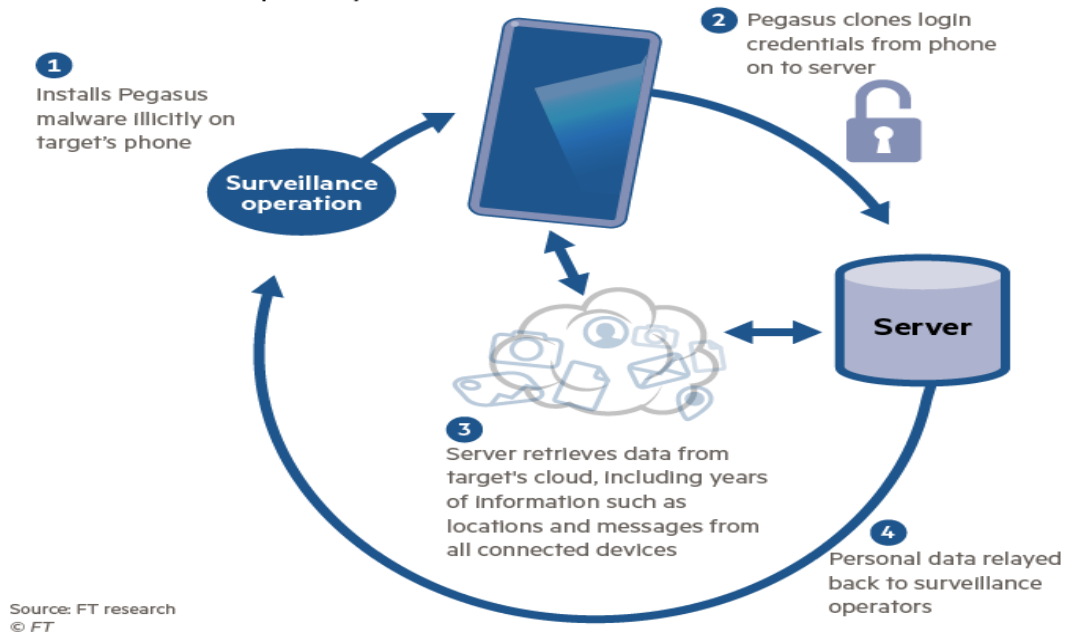 1
Installs Pegasus
malware illicitly on
target's phone
Surveillance
operation
2
Pegasus clones login
credentials from phone
on to server
Server
3
Server retrieves data from
target's cloud, including years
of information such as
locations and messages from
all connected devices
4
Personal data relayed
back to surveillance
operators
Source: FT research
© FT